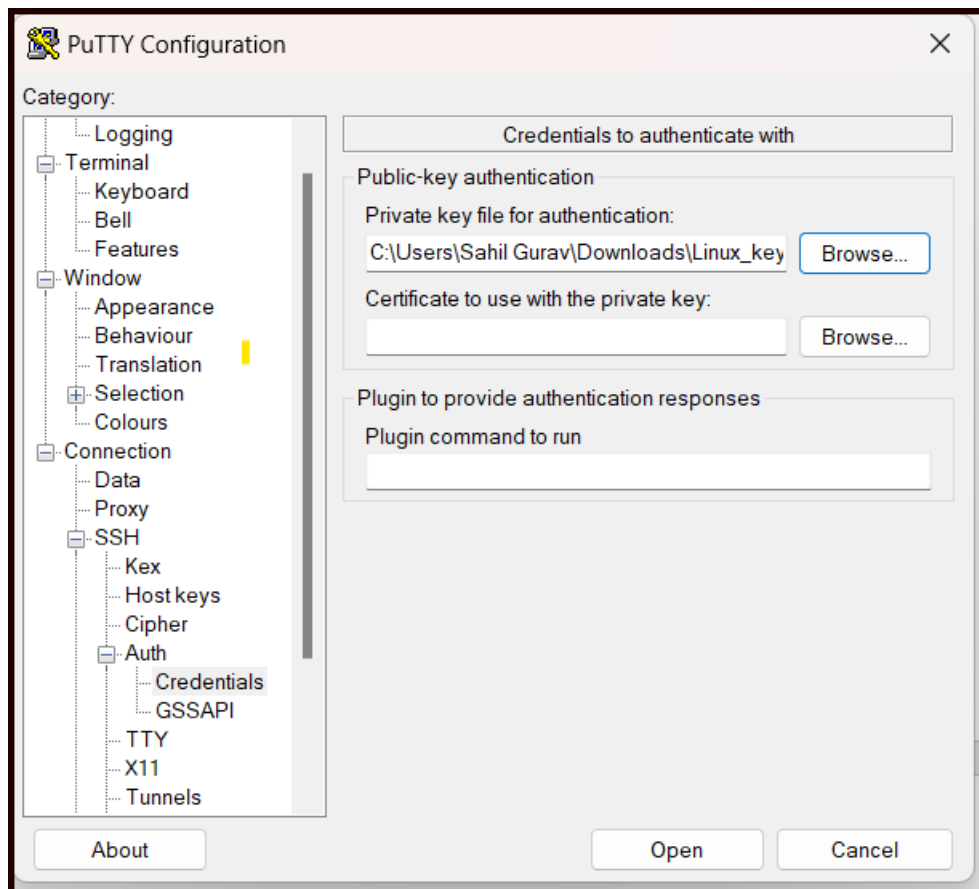 PuTTY Configuration
Category:
Logging
Terminal
Keyboard
Bell
Features
Window
Appearance
Behaviour
Translation
Selection
Colours
Connection
Data
Proxy
SSH
Kex
Host keys
Cipher
Auth
Credentials
GSSAPI
TTY
X11
Tunnels
Credentials to authenticate with
Public-key authentication
Private key file for authentication:
C:\Users\Sahil Gurav\Downloads\Linux_key
Browse...
Certificate to use with the private key:
Browse...
Plugin to provide authentication responses
Plugin command to run
About
Open
Cancel